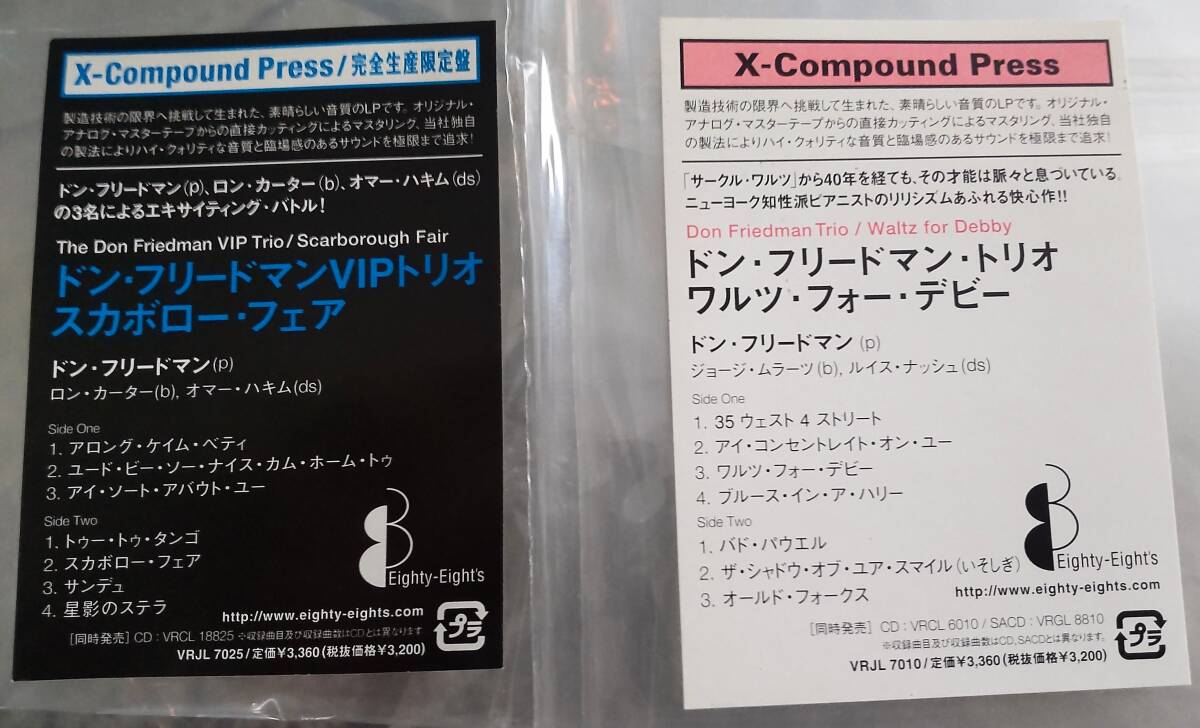 X-Compound Press/完全生産限定盤
製造技術の限界へ挑戦して生まれた、素晴らしい音質のLPです。オリジナル・
アナログ・マスターテープからの直接カッティングによるマスタリング、当社独自
の製法によりハイ・クォリティな音質と臨場感のあるサウンドを極限まで追求!
ドン・フリードマン(p)、ロン・カーター(b)、オマー・ハキム(ds)
の3名によるエキサイティング・バトル!
The Don Friedman VIP Trio/Scarborough Fair
ドン・フリードマンVIPトリオ
スカボロー・フェア
ドン・フリードマン(p)
ロン・カーター(b), オマー・ハキム(ds)
Side One
1. アロング・ケイム・ベティ
2. ユード・ビー・ソー・ナイス・カム・ホーム・トゥ
3. アイ・ソート・アバウト・ユー
Side Two
1. トゥー・トゥ・タンゴ
2. スカボロー・フェア
3. サンデュ
4. 星影のステラ
Eighty-Eight's
http://www.eighty-eights.com
[同時発売] CD:VRCL 18825 ※収録曲目及び収録曲数はCDとは異なります
VRJL 7025/定価¥3,360(税抜価格¥3,200)
プラ
X-Compound Press
製造技術の限界へ挑戦して生まれた、素晴らしい音質のLPです。オリジナル・
アナログ・マスターテープからの直接カッティングによるマスタリング、当社独自
の製法によりハイ・クォリティな音質と臨場感のあるサウンドを極限まで追求!
「サークル・ワルツ」から40年を経ても、その才能は脈々と息づいている。
ニューヨーク知性派ピアニストのリリシズムあふれる快心作!!
Don Friedman Trio / Waltz for Debby
ドン・フリードマン・トリオ
ワルツ・フォー・デビー
ドン・フリードマン (p)
ジョージ・ムラーツ(b), ルイス・ナッシュ(ds)
Side One
1. 35 ウェスト 4 ストリート
2. アイ・コンセントレイト・オン・ユー
3. ワルツ・フォー・デビー
4. ブルース・イン・ア・ハリー
Side Two
1. バド・パウエル
2. ザ・シャドウ・オブ・ユア・スマイル(いそしぎ)
3. オールド・フォークス
Eighty-Eight's
http://www.eighty-eights.com
[同時発売] CD:VRCL 6010 / SACD:VRGL 8810
※収録曲目及び収録曲数はCD,SACDとは異なります。
VRJL 7010/定価¥3,360(税抜価格¥3,200)
プラ